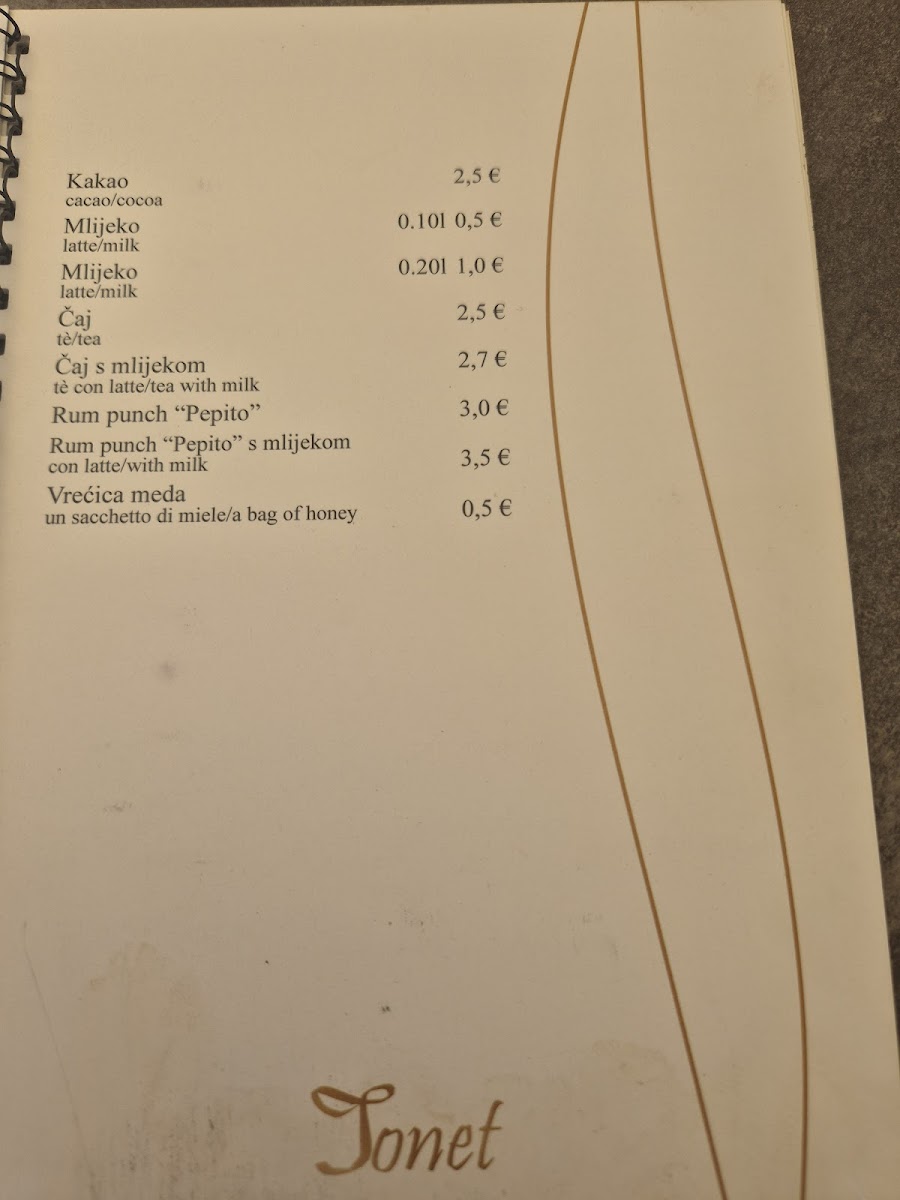 Kakao 2,5 €
cacao/cocoa
Mlijeko 0.10l 0,5 €
latte/milk
Mlijeko 0.20l 1,0 €
latte/milk
Čaj 2,5 €
tè/tea
Čaj s mlijekom 2,7 €
tè con latte/tea with milk
Rum punch “Pepito” 3,0 €
Rum punch “Pepito” s mlijekom
con latte/with milk 3,5 €
Vrećica meda
un sacchetto di miele/a bag of honey 0,5 €
Tonet